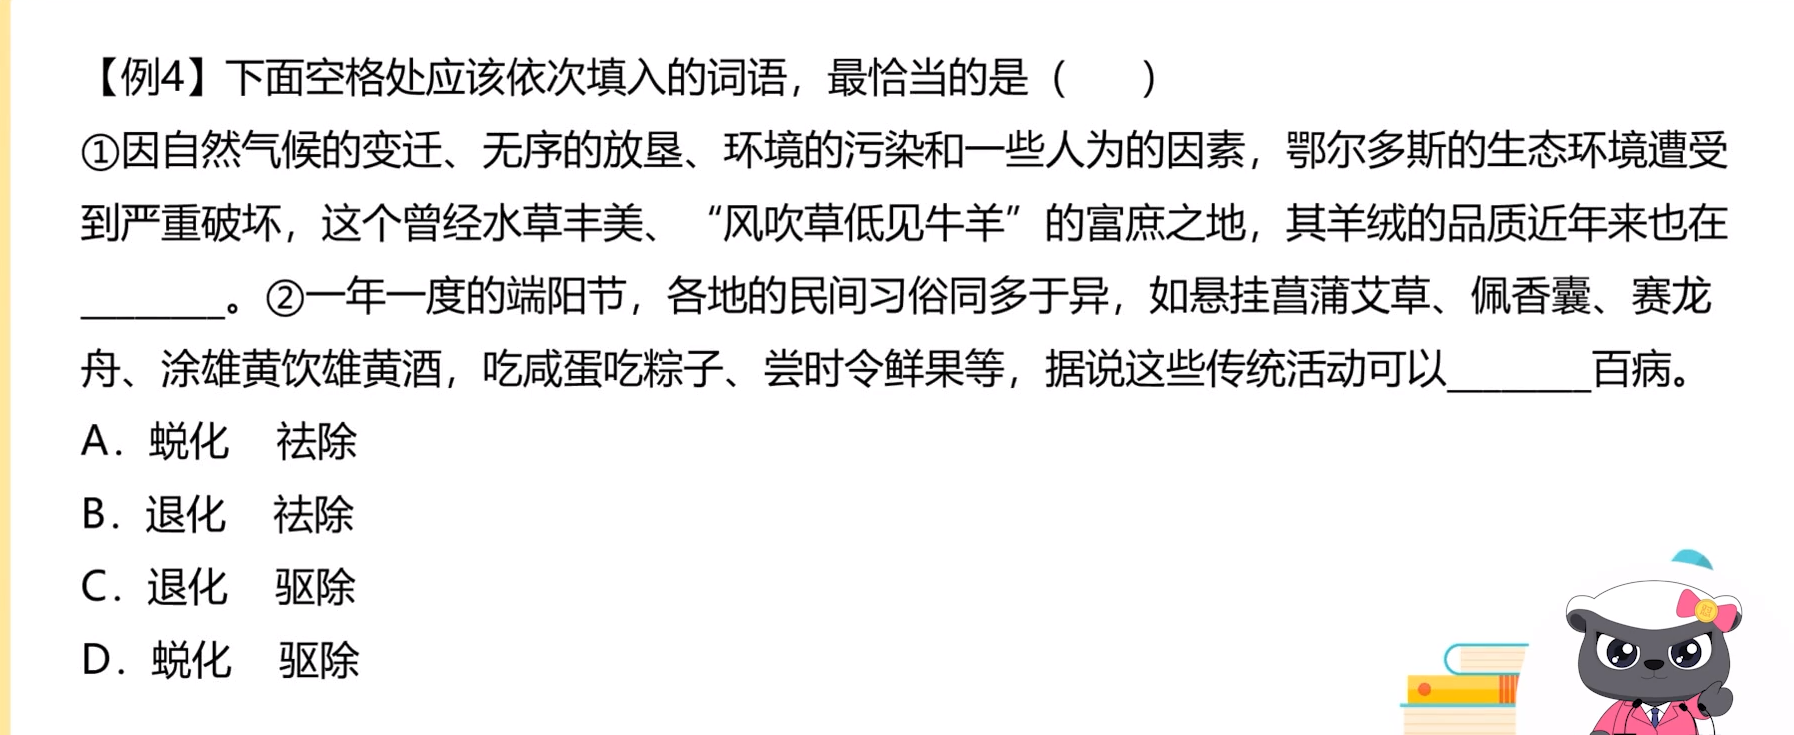 【例4】下面空格处应该依次填入的词语，最恰当的是（　　）
①因自然气候的变迁、无序的放垦、环境的污染和一些人为的因素，鄂尔多斯的生态环境遭受
到严重破坏，这个曾经水草丰美、“风吹草低见牛羊”的富庶之地，其羊绒的品质近年来也在
________。②一年一度的端阳节，各地的民间习俗同多于异，如悬挂菖蒲艾草、佩香囊、赛龙
舟、涂雄黄饮雄黄酒，吃咸蛋吃粽子、尝时令鲜果等，据说这些传统活动可以________百病。
A．蜕化　祛除
B．退化　祛除
C．退化　驱除
D．蜕化　驱除